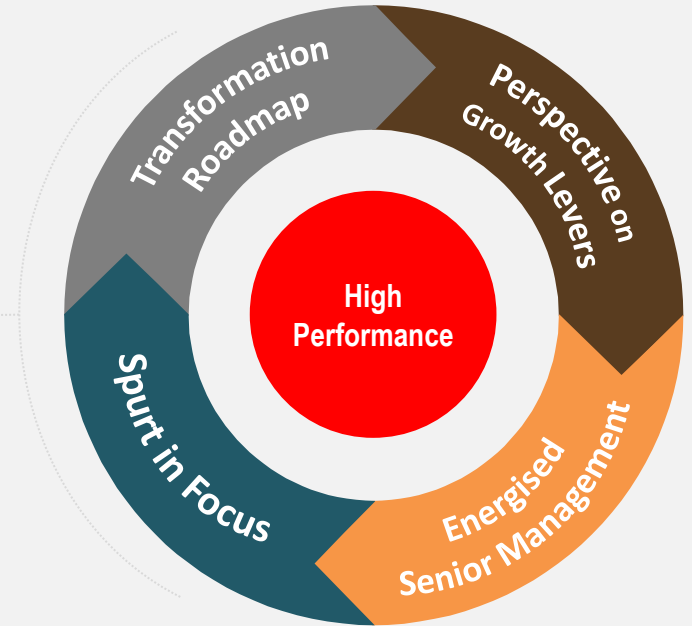 Transformation
Roadmap
Perspective on
Growth Levers
High
Performance
Spurt in Focus
Energised
Senior Management